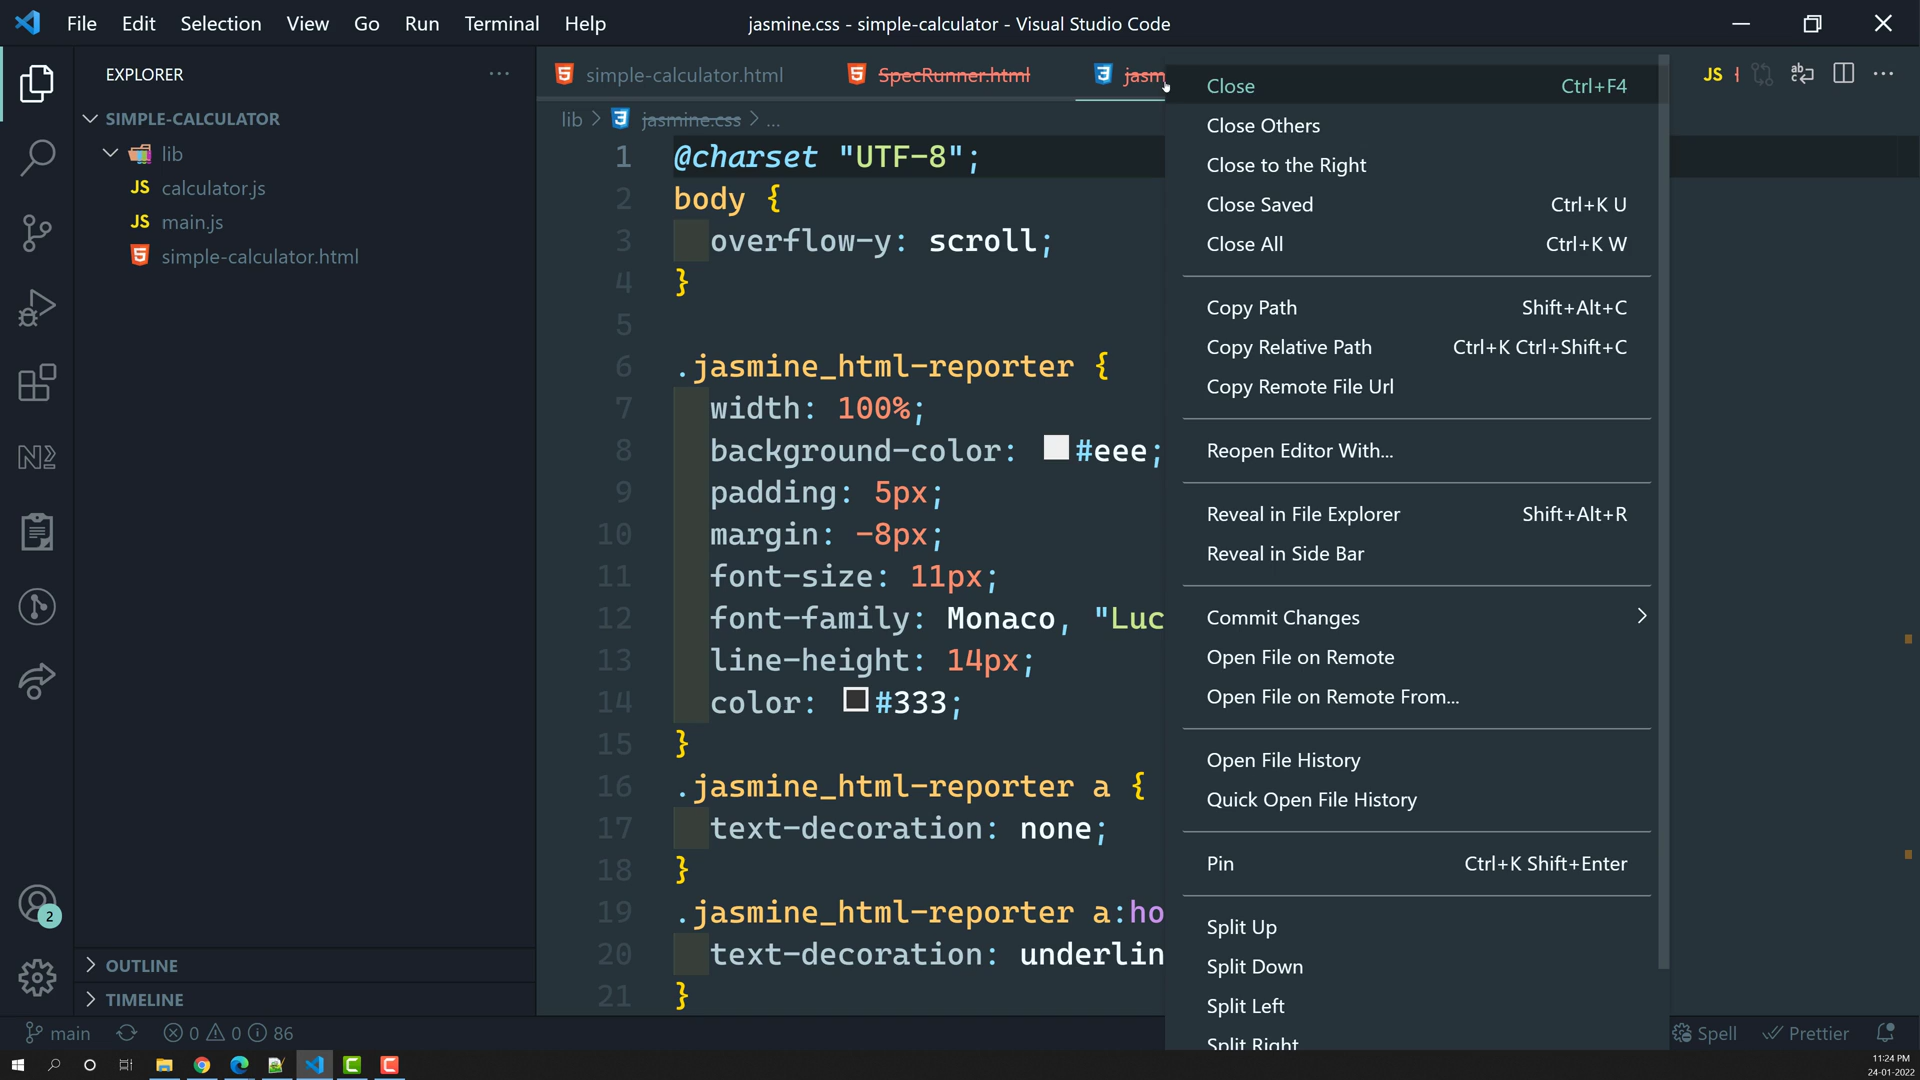 File Edit Selection View Go Run Terminal Help
jasmine.css - simple-calculator - Visual Studio Code
EXPLORER
SIMPLE-CALCULATOR
lib
JS calculator.js
JS main.js
simple-calculator.html
OUTLINE
TIMELINE
simple-calculator.html SpecRunner.html jasm
JS
lib > jasmine.css > ...
1 @charset "UTF-8";
2 body {
3 overflow-y: scroll;
4 }
5
6 .jasmine_html-reporter {
7 width: 100%;
8 background-color: #eee;
9 padding: 5px;
10 margin: -8px;
11 font-size: 11px;
12 font-family: Monaco, "Luc
13 line-height: 14px;
14 color: #333;
15 }
16 .jasmine_html-reporter a {
17 text-decoration: none;
18 }
19 .jasmine_html-reporter a:ho
20 text-decoration: underlin
21 }
Close Ctrl+F4
Close Others
Close to the Right
Close Saved Ctrl+K U
Close All Ctrl+K W
Copy Path Shift+Alt+C
Copy Relative Path Ctrl+K Ctrl+Shift+C
Copy Remote File Url
Reopen Editor With...
Reveal in File Explorer Shift+Alt+R
Reveal in Side Bar
Commit Changes
Open File on Remote
Open File on Remote From...
Open File History
Quick Open File History
Pin Ctrl+K Shift+Enter
Split Up
Split Down
Split Left
Split Right
2
main 0 0 86
Spell Prettier
11:24 PM
24-01-2022